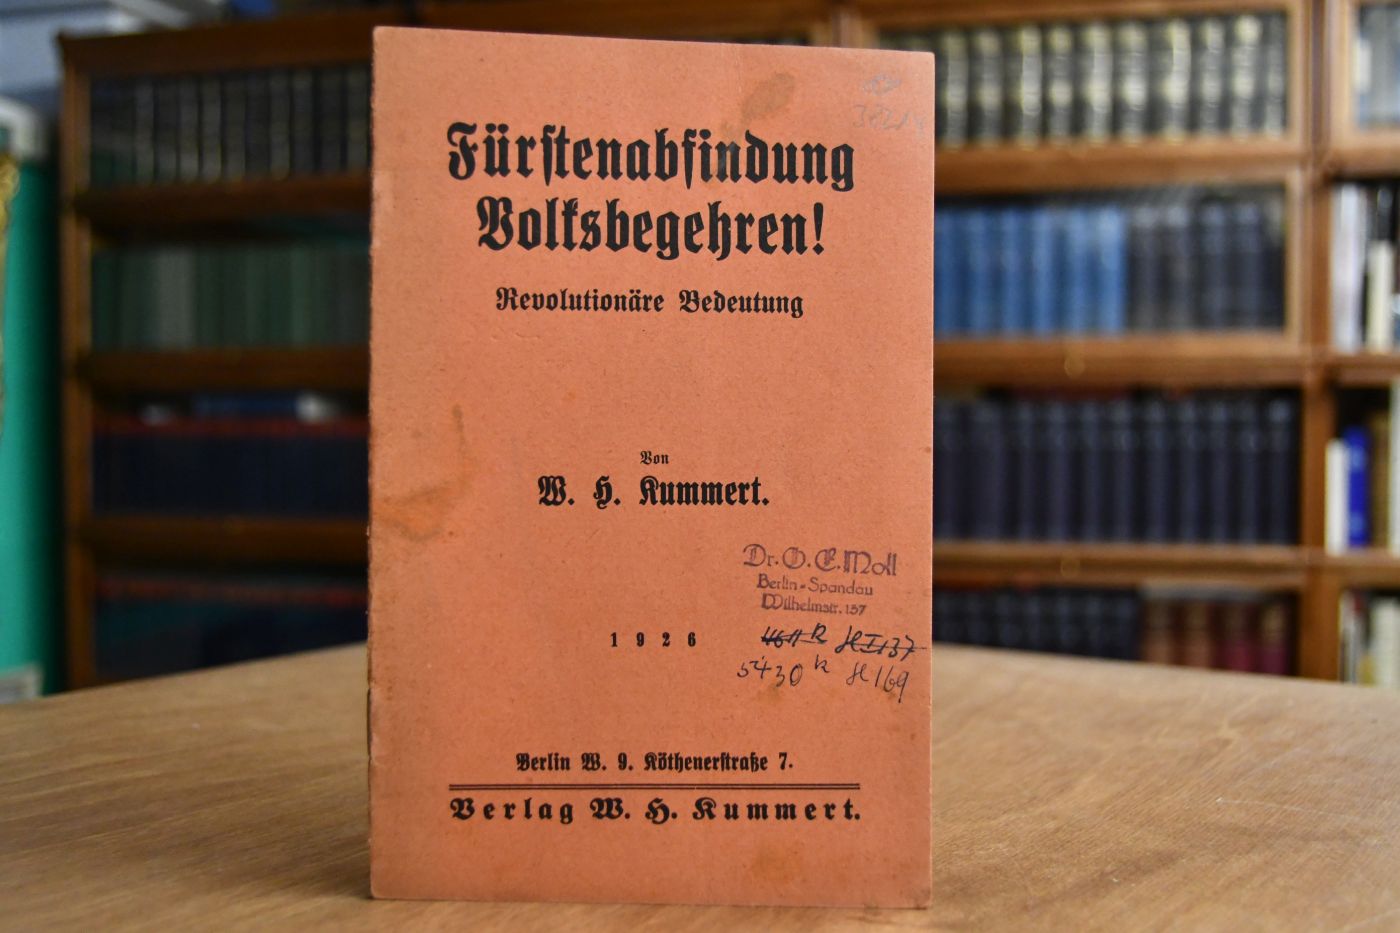 Fürstenabfindung
Volksbegehren!
Revolutionäre Bedeutung
Von
W. H. Kummert.
Dr. O. E. Moll
Berlin-Spandau
Wilhelmstr. 157
1926
5430 k
H 169
Berlin W. 9. Köthenerstraße 7.
Verlag W. H. Kummert.